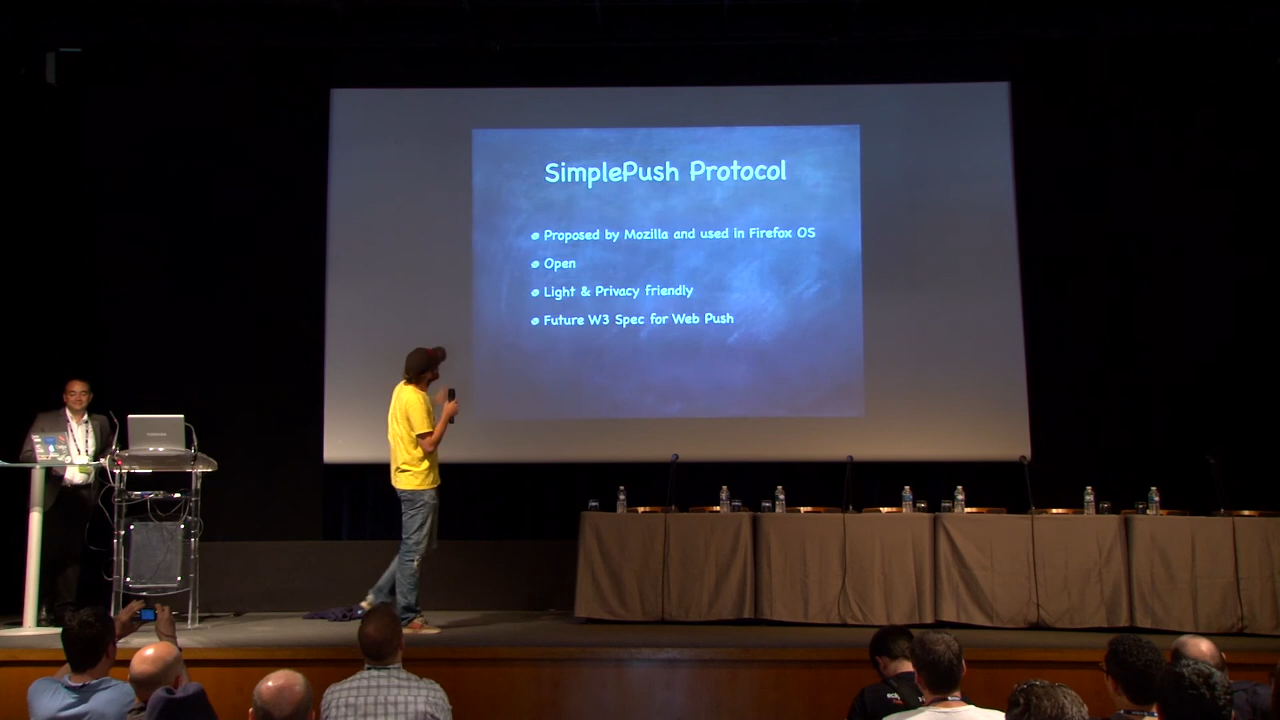 SimplePush Protocol
Proposed by Mozilla and used in Firefox OS
Open
Light & Privacy friendly
Future W3 Spec for Web Push
TOSHIBA